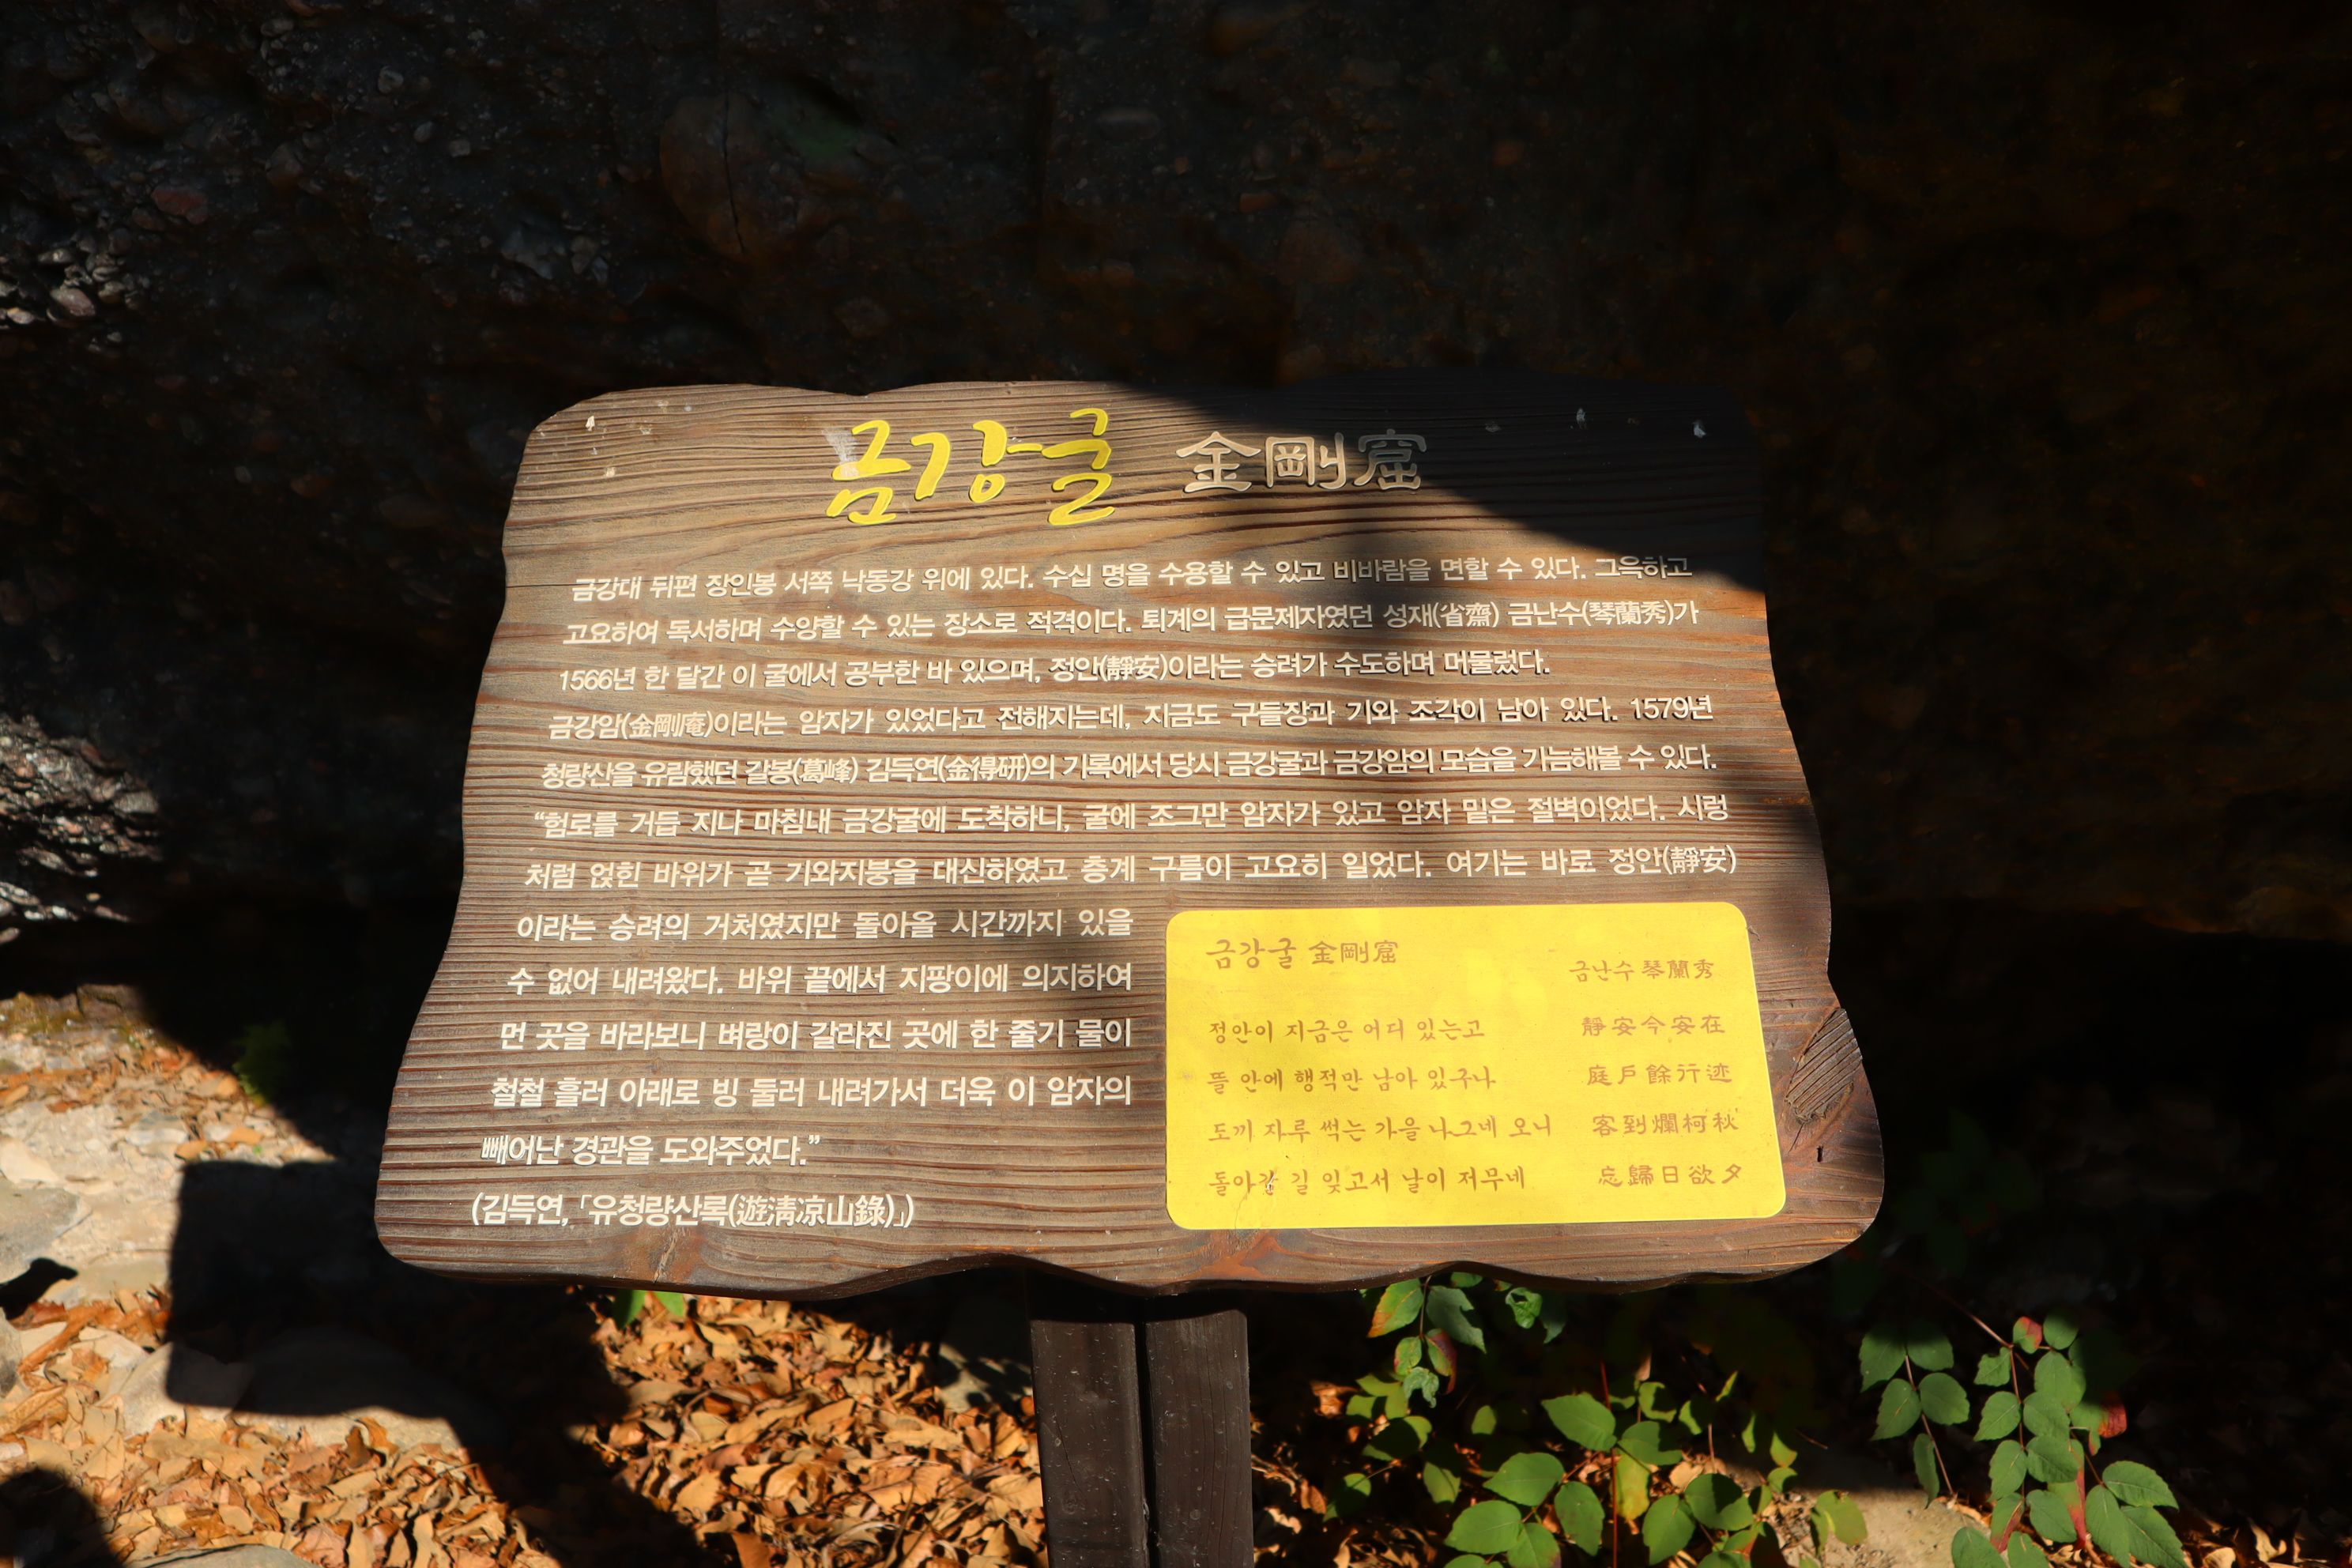 금강굴 金剛窟
금강대 뒤편 장인봉 서쪽 낙동강 위에 있다. 수십 명을 수용할 수 있고 비바람을 면할 수 있다. 그윽하고
고요하여 독서하며 수양할 수 있는 장소로 적격이다. 퇴계의 급문제자였던 성재(省齋) 금난수(琴蘭秀)가
1566년 한 달간 이 굴에서 공부한 바 있으며, 정안(靜安)이라는 승려가 수도하며 머물렀다.
금강암(金剛庵)이라는 암자가 있었다고 전해지는데, 지금도 구들장과 기와 조각이 남아 있다. 1579년
청량산을 유람했던 갈봉(葛峰) 김득연(金得硏)의 기록에서 당시 금강굴과 금강암의 모습을 가늠해볼 수 있다.
“험로를 거듭 지나 마침내 금강굴에 도착하니, 굴에 조그만 암자가 있고 암자 밑은 절벽이었다. 시렁
처럼 얹힌 바위가 곧 기와지붕을 대신하였고 층계 구름이 고요히 일었다. 여기는 바로 정안(靜安)
이라는 승려의 거처였지만 돌아올 시간까지 있을
수 없어 내려왔다. 바위 끝에서 지팡이에 의지하여
먼 곳을 바라보니 벼랑이 갈라진 곳에 한 줄기 물이
철철 흘러 아래로 빙 둘러 내려가서 더욱 이 암자의
빼어난 경관을 도와주었다.”
(김득연, 「유청량산록(遊淸凉山錄)」)
금강굴 金剛窟
금난수 琴蘭秀
정안이 지금은 어디 있는고 靜安今安在
뜰 안에 행적만 남아 있구나 庭戶餘行迹
도끼 자루 썩는 가을 나그네 오니 客到爛柯秋
돌아갈 길 잊고서 날이 저무네 忘歸日欲夕